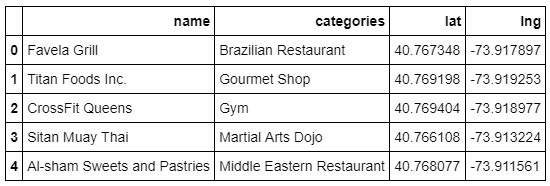 name categories lat lng
0 Favela Grill Brazilian Restaurant 40.767348 -73.917897
1 Titan Foods Inc. Gourmet Shop 40.769198 -73.919253
2 CrossFit Queens Gym 40.769404 -73.918977
3 Sitan Muay Thai Martial Arts Dojo 40.766108 -73.913224
4 Al-sham Sweets and Pastries Middle Eastern Restaurant 40.768077 -73.911561